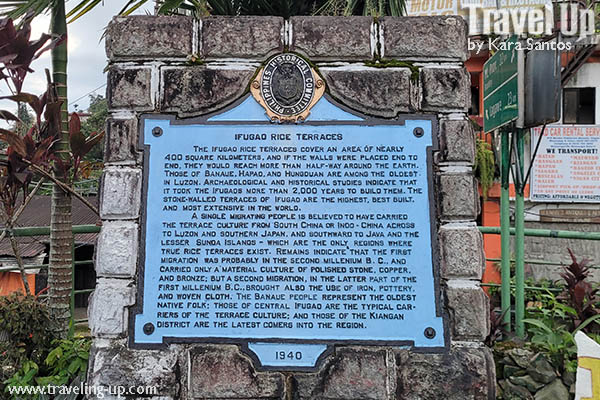 Travel Up
by Kara Santos
MOTOR
PHILIPPINES HISTORICAL COMMITTEE
IFUGAO RICE TERRACES
THE IFUGAO RICE TERRACES COVER AN AREA OF NEARLY
400 SQUARE KILOMETERS, AND IF THE WALLS WERE PLACED END TO
END, THEY WOULD REACH MORE THAN HALF-WAY AROUND THE EARTH.
THOSE OF BANAUE, HAPAO, AND HUNGDUAN ARE AMONG THE OLDEST
IN LUZON. ARCHAEOLOGICAL AND HISTORICAL STUDIES INDICATE THAT
IT TOOK THE IFUGAOS MORE THAN 2,000 YEARS TO BUILD THEM. THE
STONE-WALLED TERRACES OF IFUGAO ARE THE HIGHEST, BEST BUILT,
AND MOST EXTENSIVE IN THE WORLD.
A SINGLE MIGRATING PEOPLE IS BELIEVED TO HAVE CARRIED
THE TERRACE CULTURE FROM SOUTH CHINA OR INDO-CHINA ACROSS
TO LUZON AND SOUTHERN JAPAN, AND SOUTHWARD TO JAVA AND THE
LESSER SUNDA ISLANDS - WHICH ARE THE ONLY REGIONS WHERE
TRUE RICE TERRACES EXIST. REMAINS INDICATE THAT THE FIRST
MIGRATION WAS PROBABLY IN THE SECOND MILLENIUM B. C., AND
CARRIED ONLY A MATERIAL CULTURE OF POLISHED STONE, COPPER,
AND BRONZE; BUT A SECOND MIGRATION, IN THE LATTER PART OF THE
FIRST MILLENIUM B.C., BROUGHT ALSO THE USE OF IRON, POTTERY,
AND WOVEN CLOTH. THE BANAUE PEOPLE REPRESENT THE OLDEST
NATIVE FOLK; THOSE OF CENTRAL IFUGAO ARE THE TYPICAL CAR-
RIERS OF THE TERRACE CULTURE; AND THOSE OF THE KIANGAN
DISTRICT ARE THE LATEST COMERS INTO THE REGION.
1940
CAR RENTAL SERVICE
WE TRANSPORT!
www.traveling-up.com